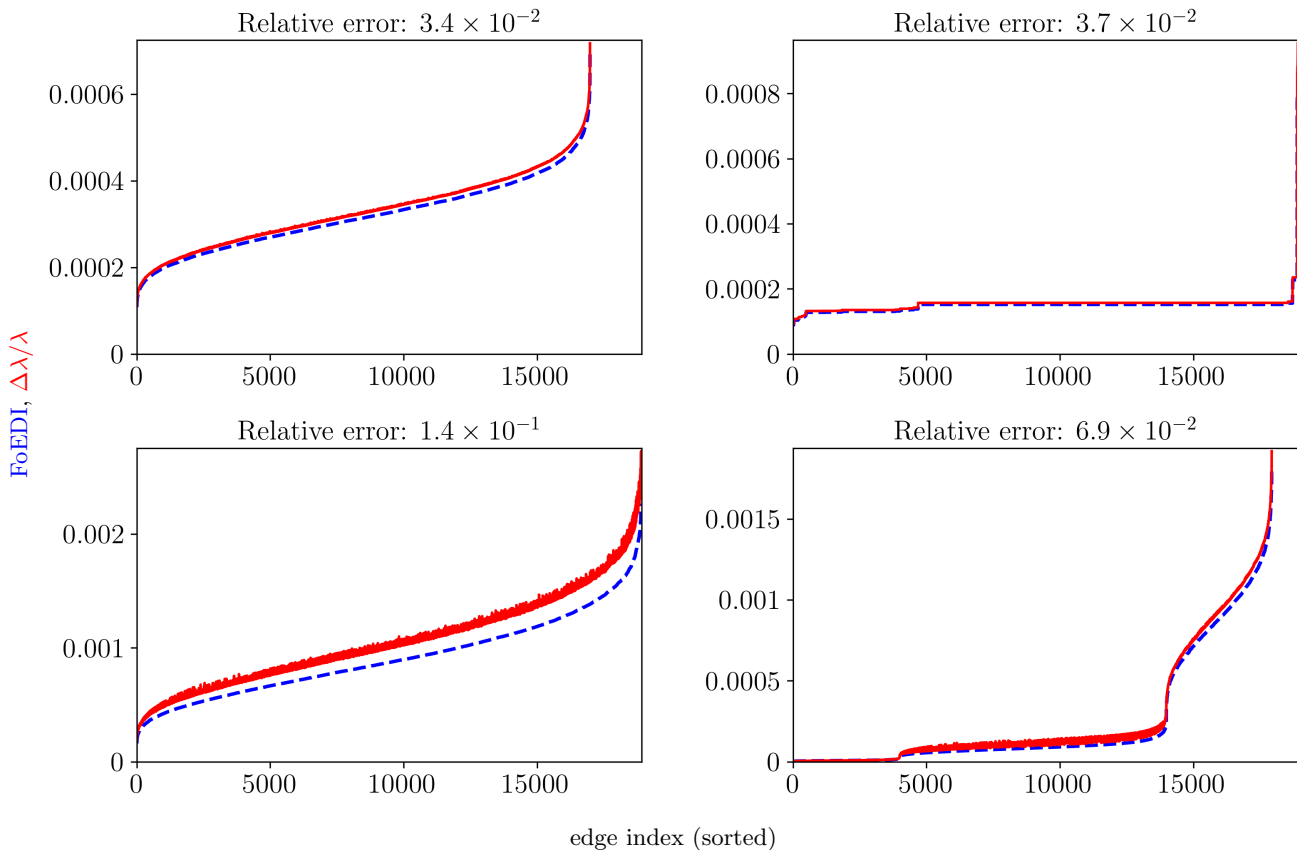 Relative error: 3.4 × 10⁻²
0.0006
0.0004
0.0002
0
0 5000 10000 15000
Relative error: 3.7 × 10⁻²
0.0008
0.0006
0.0004
0.0002
0
0 5000 10000 15000
FoEDI, Δλ/λ
Relative error: 1.4 × 10⁻¹
0.002
0.001
0
0 5000 10000 15000
Relative error: 6.9 × 10⁻²
0.0015
0.001
0.0005
0
0 5000 10000 15000
edge index (sorted)